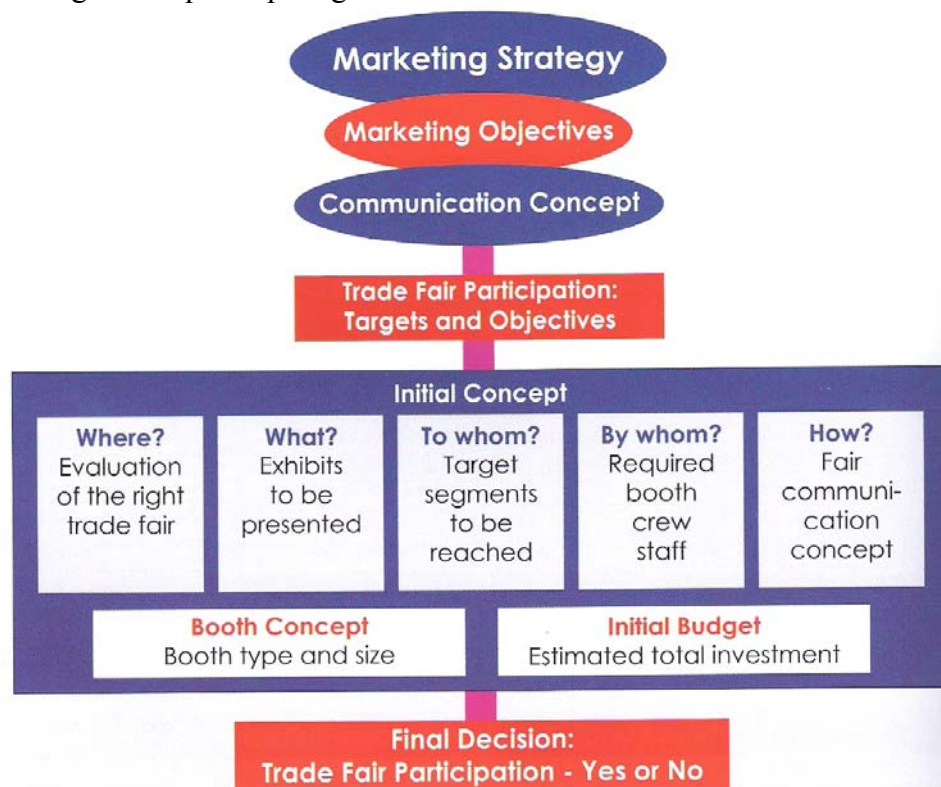 Marketing Strategy
Marketing Objectives
Communication Concept
Trade Fair Participation:
Targets and Objectives
Initial Concept
Where?
Evaluation
of the right
trade fair
What?
Exhibits
to be
presented
To whom?
Target
segments
to be
reached
By whom?
Required
booth
crew
staff
How?
Fair
communi-
cation
concept
Booth Concept
Booth type and size
Initial Budget
Estimated total investment
Final Decision:
Trade Fair Participation - Yes or No